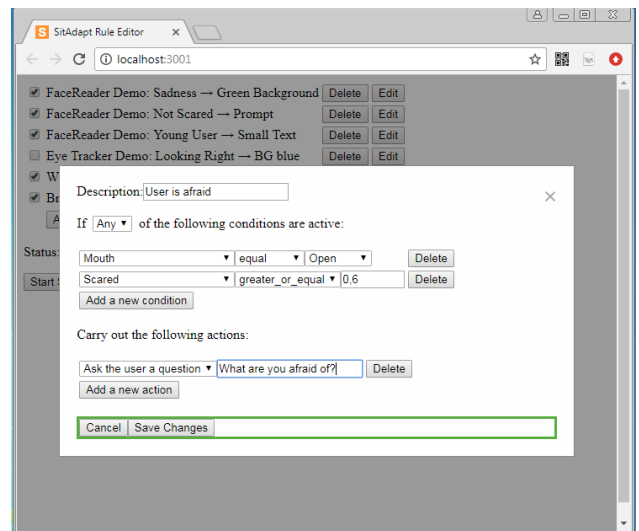 S SitAdapt Rule Editor
localhost:3001
FaceReader Demo: Sadness → Green Background Delete Edit
FaceReader Demo: Not Scared → Prompt Delete Edit
FaceReader Demo: Young User → Small Text Delete Edit
Eye Tracker Demo: Looking Right → BG blue Delete Edit
W
Br
A
Status:
Start
Description: User is afraid
If Any of the following conditions are active:
Mouth equal Open Delete
Scared greater_or_equal 0,6 Delete
Add a new condition
Carry out the following actions:
Ask the user a question What are you afraid of? Delete
Add a new action
Cancel Save Changes